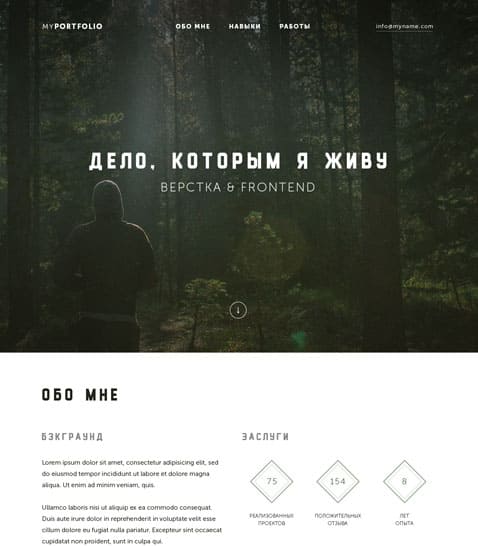 MYPORTFOLIO
ОБО МНЕ НАВЫКИ РАБОТЫ
info@myname.com
ДЕЛО, КОТОРЫМ Я ЖИВУ
ВЕРСТКА & FRONTEND
ОБО МНЕ
БЭКГРАУНД
Lorem ipsum dolor sit amet, consectetur adipisicing elit, sed
do eiusmod tempor incididunt ut labore et dolore magna
aliqua. Ut enim ad minim veniam, quis.
Ullamco laboris nisi ut aliquip ex ea commodo consequat.
Duis aute irure dolor in reprehenderit in voluptate velit esse
cillum dolore eu fugiat nulla pariatur. Excepteur sint occaecat
cupidatat non proident, sunt in culpa qui.
ЗАСЛУГИ
75
РЕАЛИЗОВАННЫХ
ПРОЕКТОВ
154
ПОЛОЖИТЕЛЬНЫХ
ОТЗЫВА
8
ЛЕТ
ОПЫТА